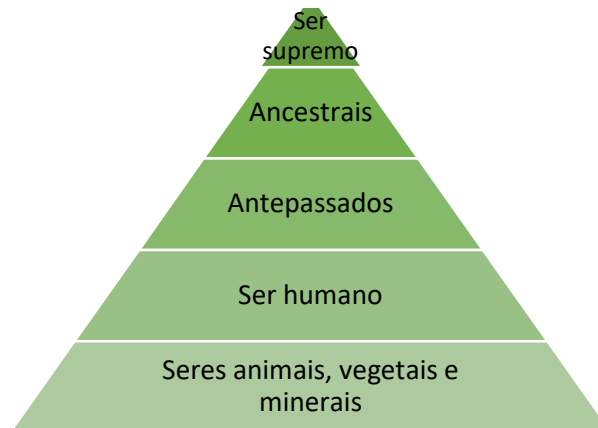 Ser
supremo
Ancestrais
Antepassados
Ser humano
Seres animais, vegetais e
minerais